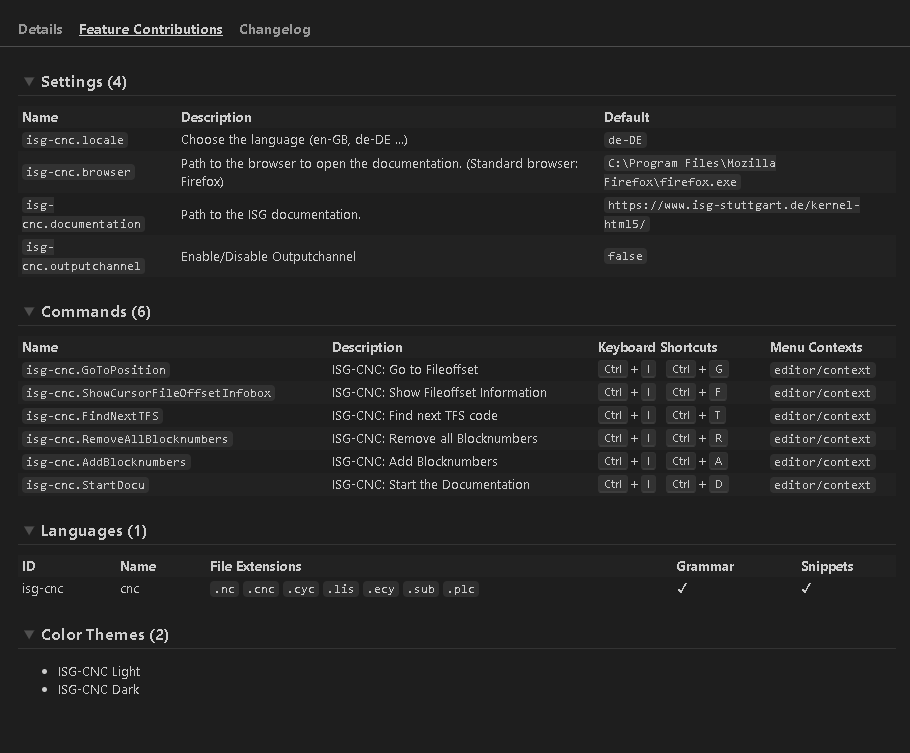 Details Feature Contributions Changelog
Settings (4)
Name Description Default
isg-cnc.locale Choose the language (en-GB, de-DE ...) de-DE
isg-cnc.browser Path to the browser to open the documentation. (Standard browser: Firefox) C:\Program Files\Mozilla Firefox\firefox.exe
isg-cnc.documentation Path to the ISG documentation. https://www.isg-stuttgart.de/kernel-html5/
isg-cnc.outputchannel Enable/Disable Outputchannel false
Commands (6)
Name Description Keyboard Shortcuts Menu Contexts
isg-cnc.GoToPosition ISG-CNC: Go to Fileoffset Ctrl + I Ctrl + G editor/context
isg-cnc.ShowCursorFileOffsetInfobox ISG-CNC: Show Fileoffset Information Ctrl + I Ctrl + F editor/context
isg-cnc.FindNextTFS ISG-CNC: Find next TFS code Ctrl + I Ctrl + T editor/context
isg-cnc.RemoveAllBlocknumbers ISG-CNC: Remove all Blocknumbers Ctrl + I Ctrl + R editor/context
isg-cnc.AddBlocknumbers ISG-CNC: Add Blocknumbers Ctrl + I Ctrl + A editor/context
isg-cnc.StartDocu ISG-CNC: Start the Documentation Ctrl + I Ctrl + D editor/context
Languages (1)
ID Name File Extensions Grammar Snippets
isg-cnc cnc .nc .cnc .cyc .lis .ecy .sub .plc ✓ ✓
Color Themes (2)
• ISG-CNC Light
• ISG-CNC Dark